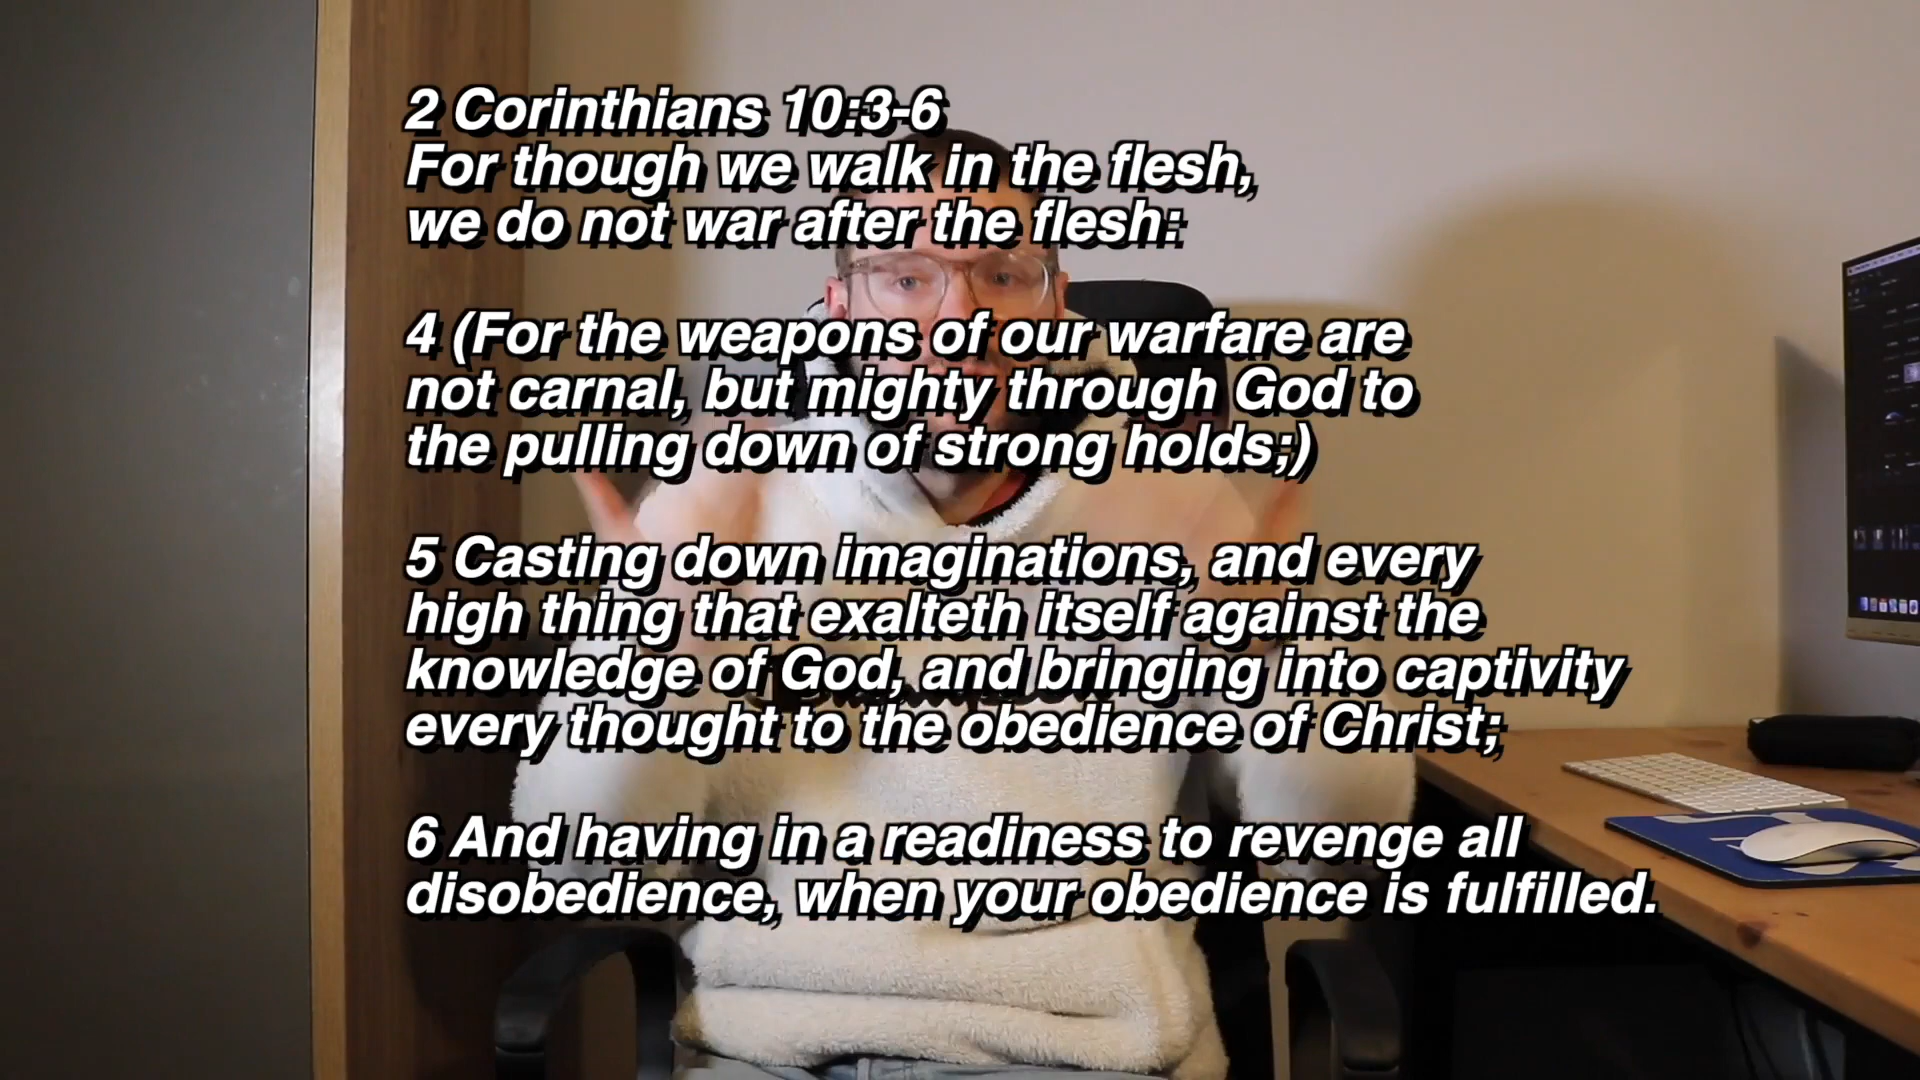 2 Corinthians 10:3-6
For though we walk in the flesh,
we do not war after the flesh:
4 (For the weapons of our warfare are
not carnal, but mighty through God to
the pulling down of strong holds;)
5 Casting down imaginations, and every
high thing that exalteth itself against the
knowledge of God, and bringing into captivity
every thought to the obedience of Christ;
6 And having in a readiness to revenge all
disobedience, when your obedience is fulfilled.